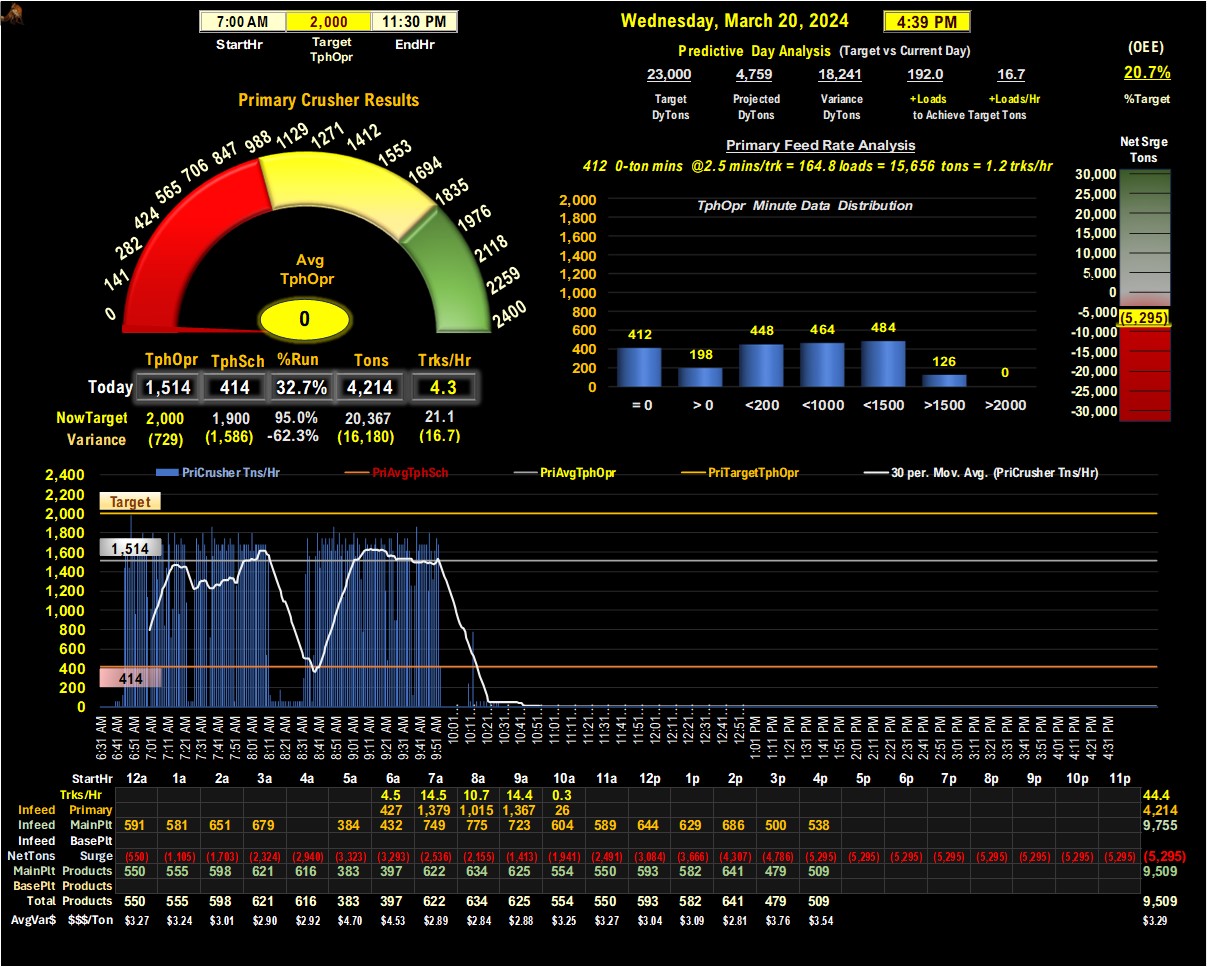 7:00 AM 2,000 11:30 PM
StartHr Target TphOpr EndHr
Wednesday, March 20, 2024 4:39 PM
Predictive Day Analysis (Target vs Current Day)
(OEE)
23,000 4,759 18,241 192.0 16.7
20.7%
Target DyTons Projected DyTons Variance DyTons +Loads +Loads/Hr to Achieve Target Tons
%Target
Primary Crusher Results
0 141 282 424 565 706 847 988 1129 1271 1412 1553 1694 1835 1976 2118 2259 2400
Avg
TphOpr
0
TphOpr TphSch %Run Tons Trks/Hr
Today 1,514 414 32.7% 4,214 4.3
NowTarget 2,000 1,900 95.0% 20,367 21.1
Variance (729) (1,586) -62.3% (16,180) (16.7)
Primary Feed Rate Analysis
412 0-ton mins @2.5 mins/trk = 164.8 loads = 15,656 tons = 1.2 trks/hr
TphOpr Minute Data Distribution
2,000
1,800
1,600
1,400
1,200
1,000
800
600
400
200
0
412 198 448 464 484 126 0
= 0 > 0 <200 <1000 <1500 >1500 >2000
Net Srge
Tons
30,000
25,000
20,000
15,000
10,000
5,000
0
-5,000
(5,295)
-10,000
-15,000
-20,000
-25,000
-30,000
PriCrusher Tns/Hr PriAvgTphSch PriAvgTphOpr PriTargetTphOpr 30 per. Mov. Avg. (PriCrusher Tns/Hr)
2,400
2,200
2,000
1,800
1,600
1,400
1,200
1,000
800
600
400
200
0
Target
1,514
414
6:31 AM 6:41 AM 6:51 AM 7:01 AM 7:11 AM 7:21 AM 7:31 AM 7:41 AM 7:51 AM 8:01 AM 8:11 AM 8:21 AM 8:31 AM 8:41 AM 8:51 AM 9:01 AM 9:11 AM 9:21 AM 9:31 AM 9:41 AM 9:51 AM 10:01… 10:11… 10:21… 10:31… 10:41… 10:51… 11:01… 11:11… 11:21… 11:31… 11:41… 11:51… 12:01… 12:11… 12:21… 12:31… 12:41… 12:51… 1:01 PM 1:11 PM 1:21 PM 1:31 PM 1:41 PM 1:51 PM 2:01 PM 2:11 PM 2:21 PM 2:31 PM 2:41 PM 2:51 PM 3:01 PM 3:11 PM 3:21 PM 3:31 PM 3:41 PM 3:51 PM 4:01 PM 4:11 PM 4:21 PM 4:31 PM
StartHr 12a 1a 2a 3a 4a 5a 6a 7a 8a 9a 10a 11a 12p 1p 2p 3p 4p 5p 6p 7p 8p 9p 10p 11p
Trks/Hr 4.5 14.5 10.7 14.4 0.3 44.4
Infeed Primary 427 1,379 1,015 1,367 26 4,214
Infeed MainPlt 591 581 651 679 384 432 749 775 723 604 589 644 629 686 500 538 9,755
Infeed BasePlt
NetTons Surge (550) (1,105) (1,703) (2,324) (2,940) (3,323) (3,293) (2,536) (2,155) (1,413) (1,941) (2,491) (3,084) (3,666) (4,307) (4,786) (5,295) (5,295) (5,295) (5,295) (5,295) (5,295) (5,295) (5,295) (5,295)
MainPlt Products 550 555 598 621 616 383 397 622 634 625 554 550 593 582 641 479 509 9,509
BasePlt Products
Total Products 550 555 598 621 616 383 397 622 634 625 554 550 593 582 641 479 509 9,509
AvgVar$ $$$/Ton $3.27 $3.24 $3.01 $2.90 $2.92 $4.70 $4.53 $2.89 $2.84 $2.88 $3.25 $3.27 $3.04 $3.09 $2.81 $3.76 $3.54 $3.29